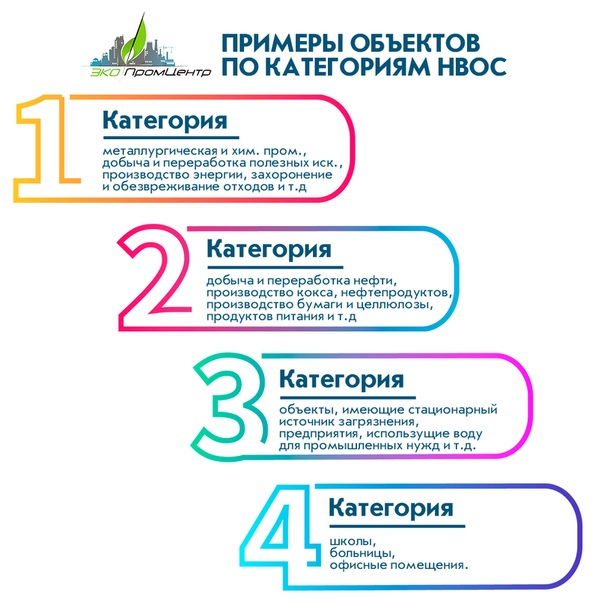 ЭКО ПромЦентр
ПРИМЕРЫ ОБЪЕКТОВ
ПО КАТЕГОРИЯМ НВОС
1
Категория
металлургическая и хим. пром.,
добыча и переработка полезных иск.,
производство энергии, захоронение
и обезвреживание отходов и т.д
2
Категория
добыча и переработка нефти,
производство кокса, нефтепродуктов,
производство бумаги и целлюлозы,
продуктов питания и т.д
3
Категория
объекты, имеющие стационарный
источник загрязнения,
предприятия, использущие воду
для промышленных нужд и т.д.
4
Категория
школы,
больницы,
офисные помещения.